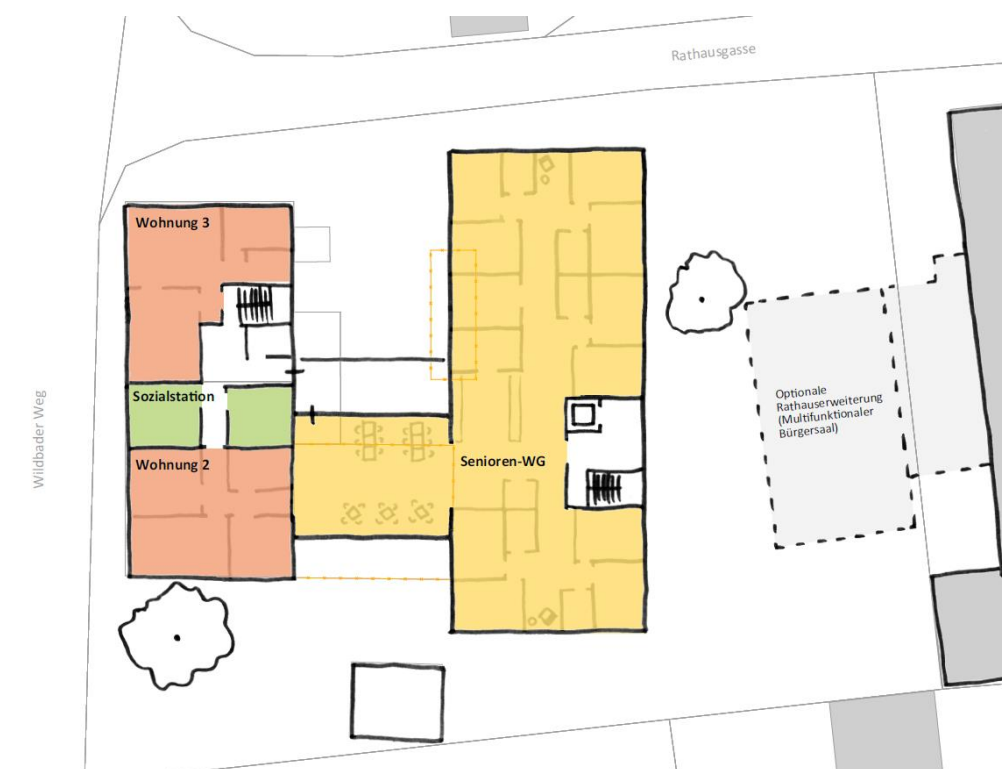 Rathausgasse
Wohnung 3
Sozialstation
Wohnung 2
Senioren-WG
Optionale
Rathauserweiterung
(Multifunktionaler
Bürgersaal)
Wildbader Weg